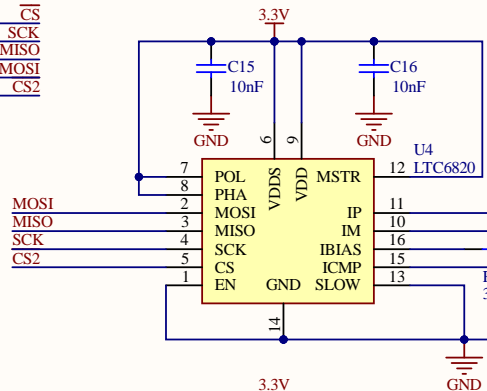 CS
SCK
MISO
MOSI
CS2
3.3V
C15
10nF
GND
C16
10nF
GND
6
9
U4
LTC6820
7 POL VDDS VDD MSTR 12
8 PHA
MOSI 2 MOSI IP 11
MISO 3 MISO IM 10
SCK 4 SCK IBIAS 16
CS2 5 CS ICMP 15
1 EN GND SLOW 13
14
3.3V
GND